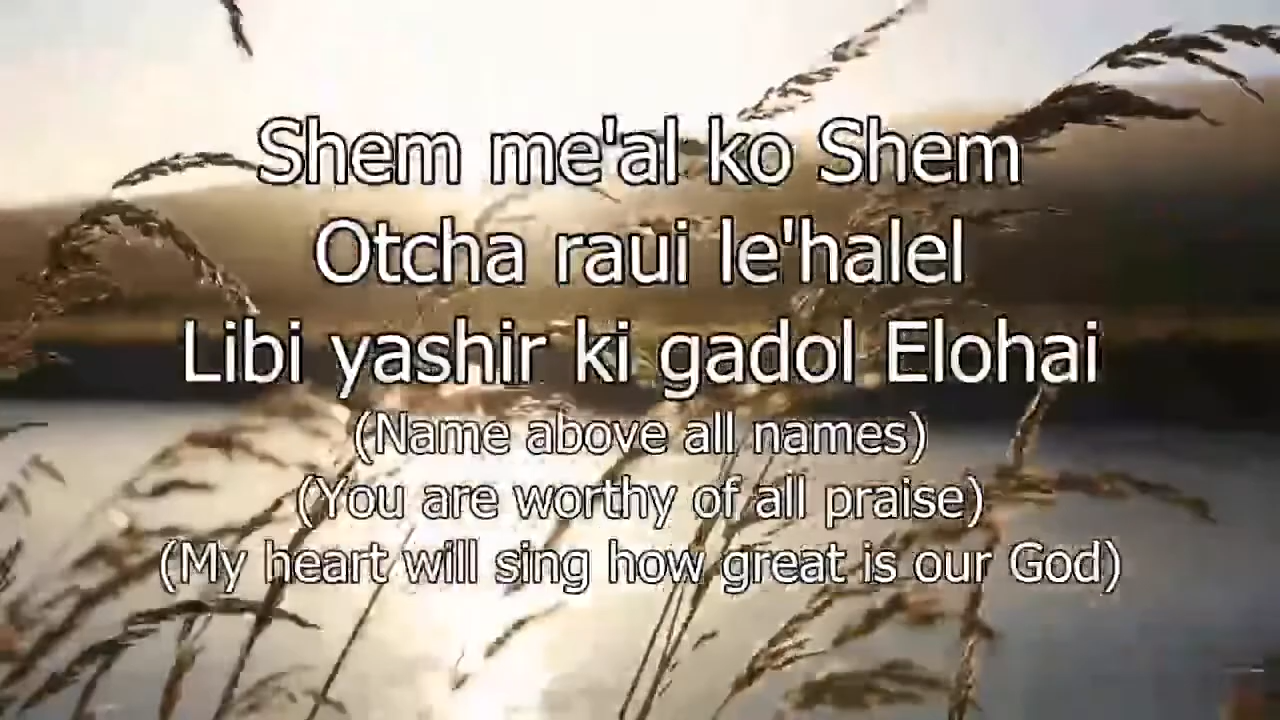 Shem me'al ko Shem
Otcha raui le'halel
Libi yashir ki gadol Elohai
(Name above all names)
(You are worthy of all praise)
(My heart will sing how great is our God)